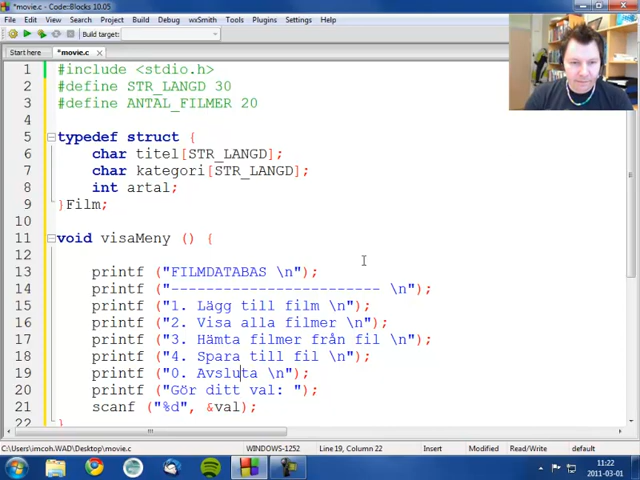 *movie.c - Code::Blocks 10.05
File Edit View Search Project Build Debug wxSmith Tools Plugins Settings Help
Build target:
Start here *movie.c
1 #include <stdio.h>
2 #define STR_LANGD 30
3 #define ANTAL_FILMER 20
4
5 typedef struct {
6 char titel[STR_LANGD];
7 char kategori[STR_LANGD];
8 int artal;
9 }Film;
10
11 void visaMeny () {
12
13 printf ("FILMDATABAS \n");
14 printf ("------------------------ \n");
15 printf ("1. Lägg till film \n");
16 printf ("2. Visa alla filmer \n");
17 printf ("3. Hämta filmer från fil \n");
18 printf ("4. Spara till fil \n");
19 printf ("0. Avsluta \n");
20 printf ("Gör ditt val: ");
21 scanf ("%d", &val);
22 }
C:\Users\imcoh.WAD\Desktop\movie.c WINDOWS-1252 Line 19, Column 22 Insert Modified Read/Write default
11:22
2011-03-01